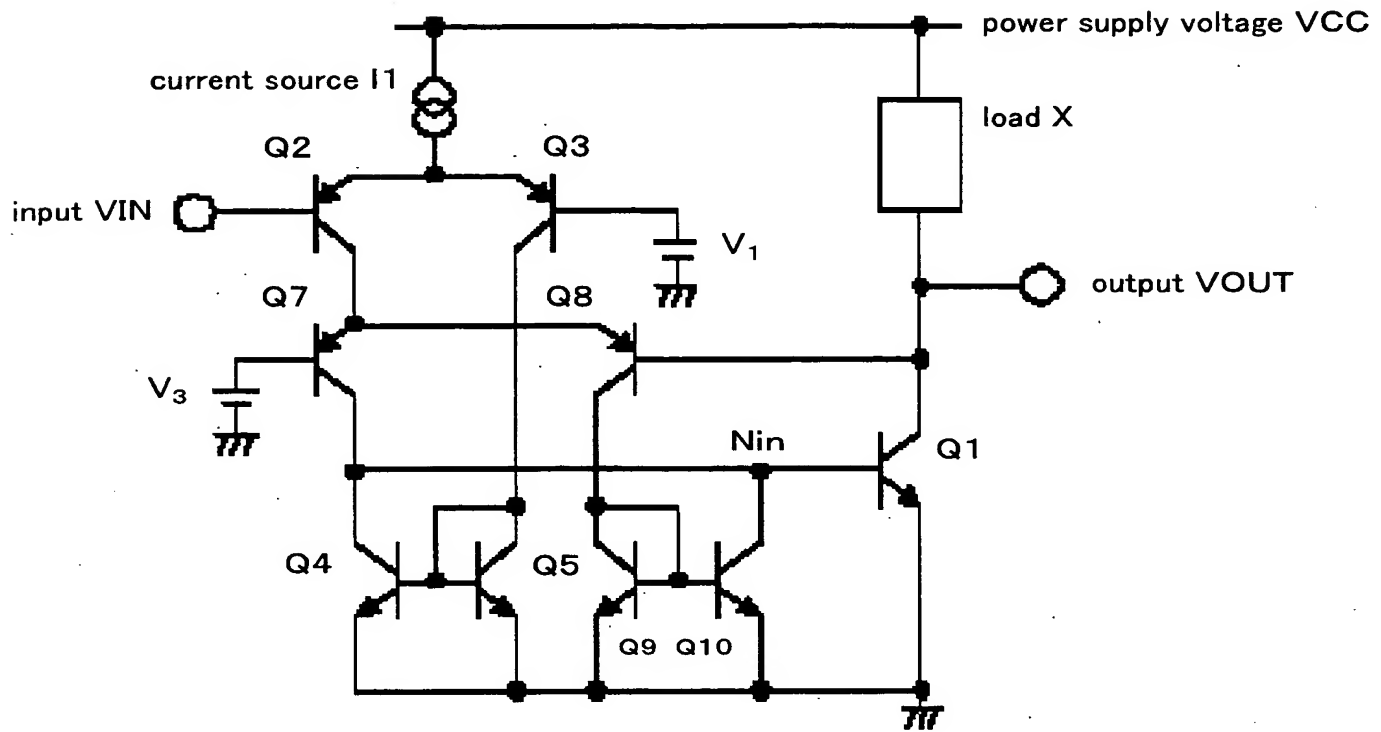 power supply voltage VCC
current source I1
load X
Q2
Q3
input VIN
V₁
Q7
Q8
output VOUT
V₃
Nin
Q1
Q4
Q5
Q9 Q10